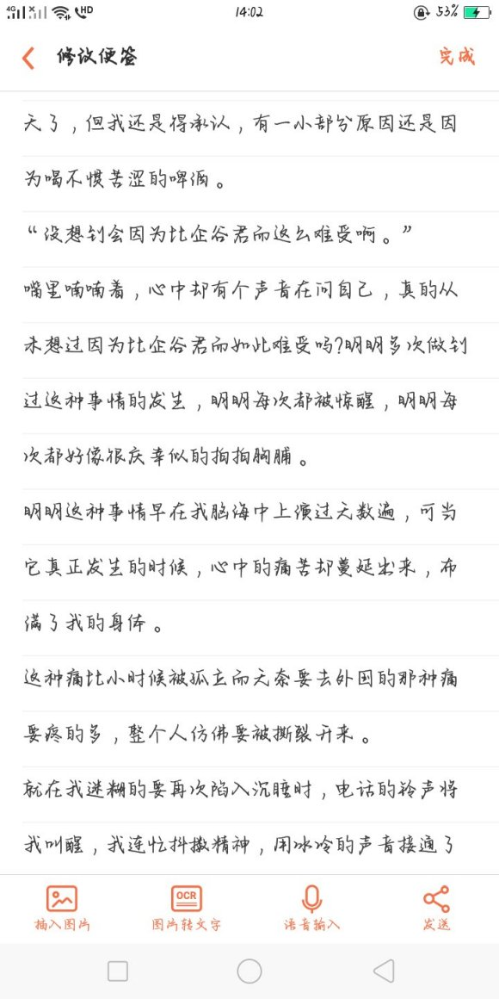 4G HD 14:02 53%
修改便签 完成
天了，但我还是得承认，有一小部分原因还是因
为喝不惯苦涩的啤酒。
“没想到会因为比企谷君而这么难受啊。”
嘴里喃喃着，心中却有个声音在问自己，真的从
未想过因为比企谷君而如此难受吗?明明多次做到
过这种事情的发生，明明每次都被惊醒，明明每
次都好像很庆幸似的拍拍胸脯。
明明这种事情早在我脑海中上演过无数遍，可当
它真正发生的时候，心中的痛苦却蔓延出来，布
满了我的身体。
这种痛比小时候被孤立而无奈要去外国的那种痛
要疼的多，整个人仿佛要被撕裂开来。
就在我迷糊的要再次陷入沉睡时，电话的铃声将
我叫醒，我连忙抖擞精神，用冰冷的声音接通了
OCR
插入图片 图片转文字 语音输入 发送